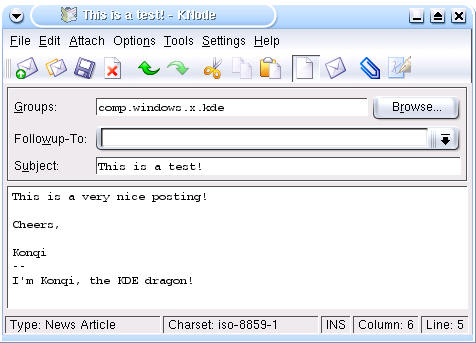 This is a test! - KNode
File Edit Attach Options Tools Settings Help
Groups: comp.windows.x.kde Browse...
Followup-To:
Subject: This is a test!
This is a very nice posting!
Cheers,
Konqi
--
I'm Konqi, the KDE dragon!
Type: News Article Charset: iso-8859-1 INS Column: 6 Line: 5